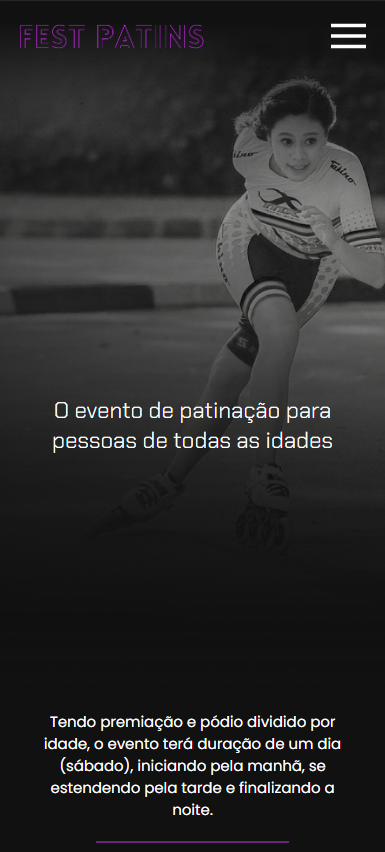 FEST PATINS
O evento de patinação para
pessoas de todas as idades
Tendo premiação e pódio dividido por
idade, o evento terá duração de um dia
(sábado), iniciando pela manhã, se
estendendo pela tarde e finalizando a
noite.